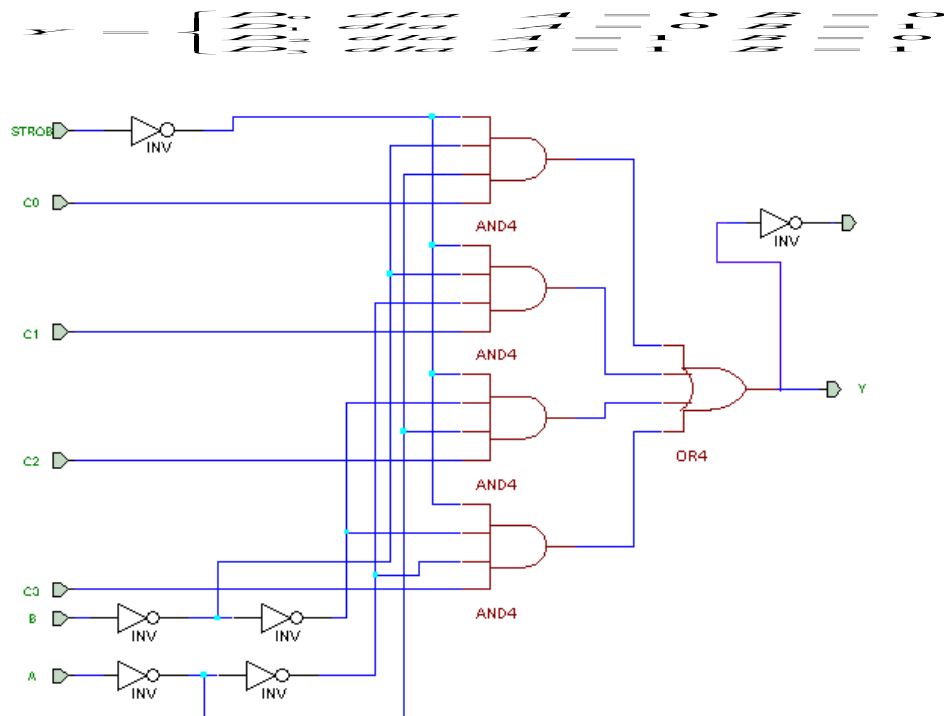 y = { D₀ dla A = 0 B = 0
D₁ dla A = 0 B = 1
D₂ dla A = 1 B = 0
D₃ dla A = 1 B = 1
STROB
INV
C0
AND4
INV
C1
AND4
Y
C2
OR4
AND4
C3
AND4
B
INV
INV
A
INV
INV